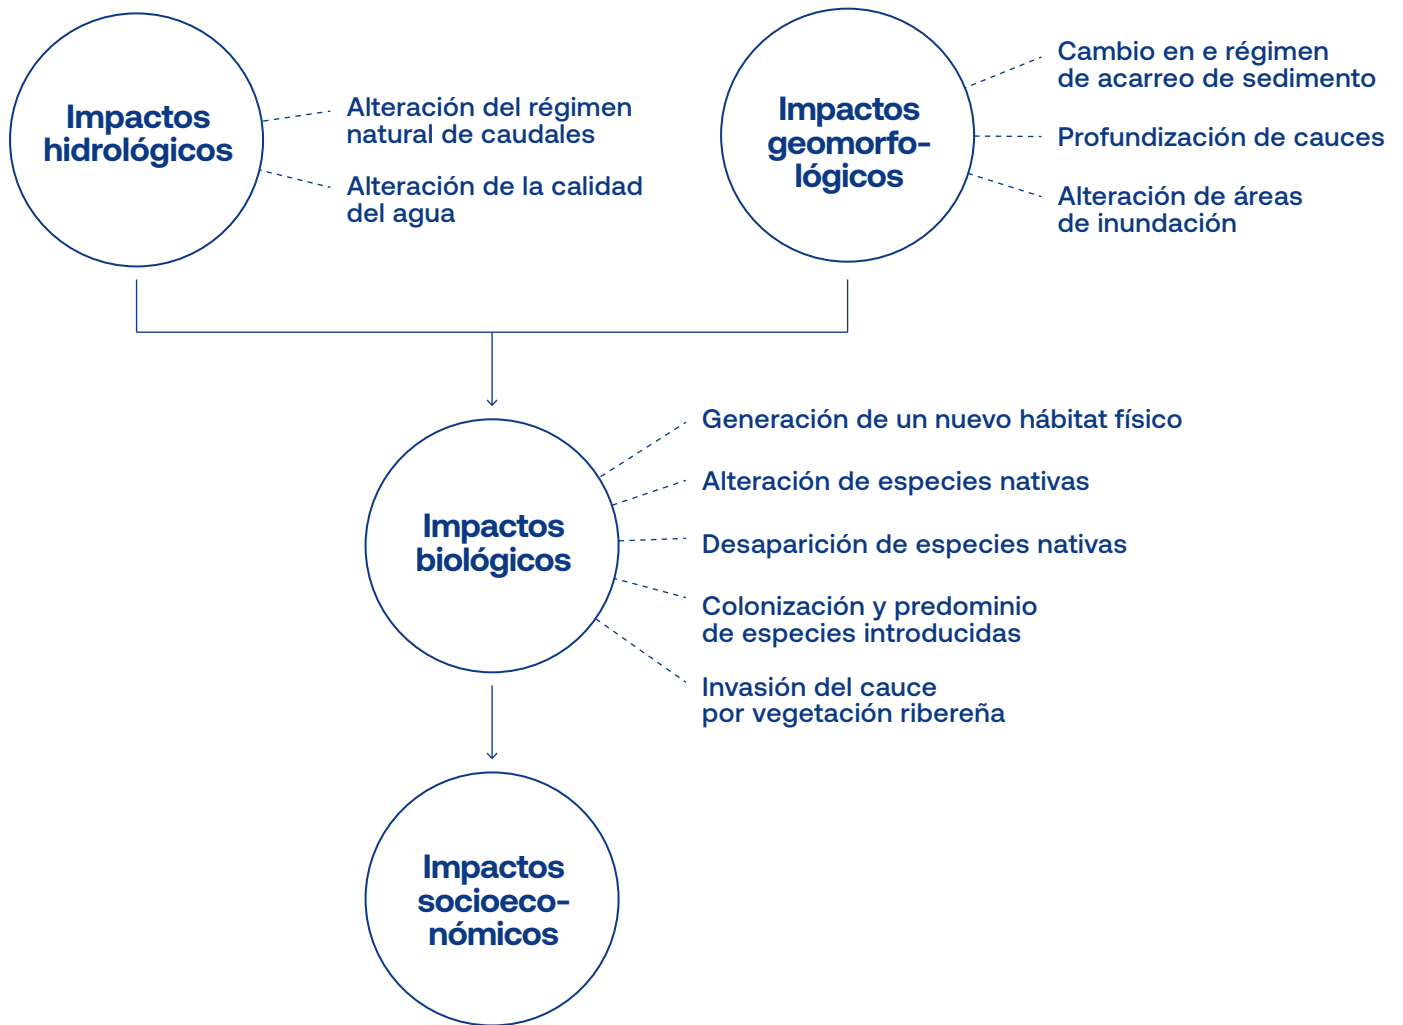 Impactos
hidrológicos
Alteración del régimen
natural de caudales
Alteración de la calidad
del agua
Impactos
geomorfo-
lógicos
Cambio en e régimen
de acarreo de sedimento
Profundización de cauces
Alteración de áreas
de inundación
Impactos
biológicos
Generación de un nuevo hábitat físico
Alteración de especies nativas
Desaparición de especies nativas
Colonización y predominio
de especies introducidas
Invasión del cauce
por vegetación ribereña
Impactos
socioeco-
nómicos